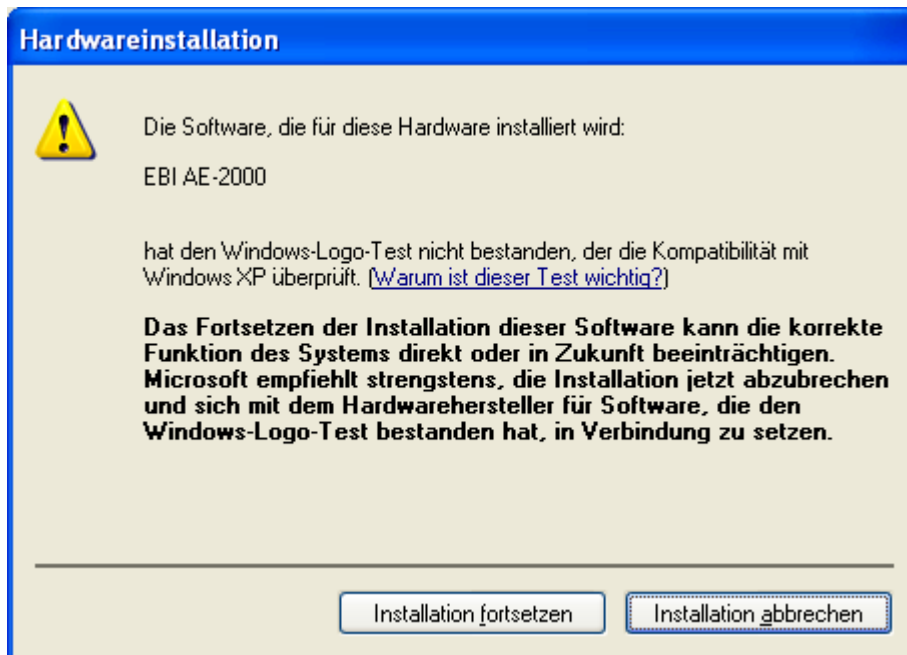 Hardwareinstallation
Die Software, die für diese Hardware installiert wird:
EBI AE-2000
hat den Windows-Logo-Test nicht bestanden, der die Kompatibilität mit
Windows XP überprüft. (Warum ist dieser Test wichtig?)
Das Fortsetzen der Installation dieser Software kann die korrekte
Funktion des Systems direkt oder in Zukunft beeinträchtigen.
Microsoft empfiehlt strengstens, die Installation jetzt abzubrechen
und sich mit dem Hardwarehersteller für Software, die den
Windows-Logo-Test bestanden hat, in Verbindung zu setzen.
Installation fortsetzen
Installation abbrechen